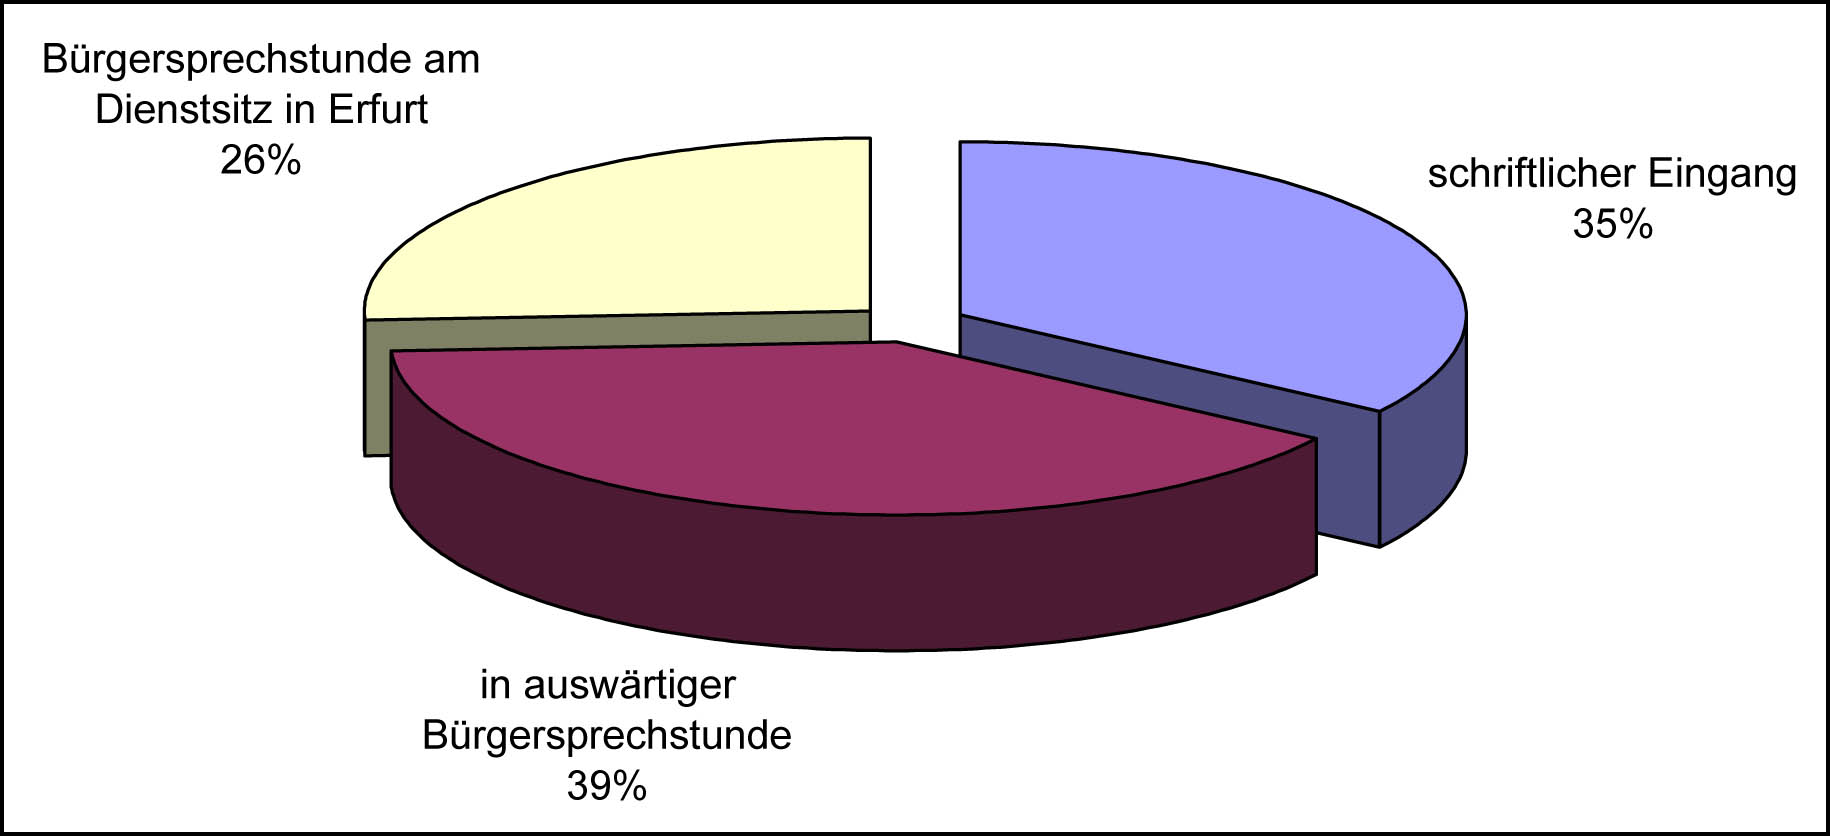 Bürgersprechstunde am
Dienstsitz in Erfurt
26%
schriftlicher Eingang
35%
in auswärtiger
Bürgersprechstunde
39%